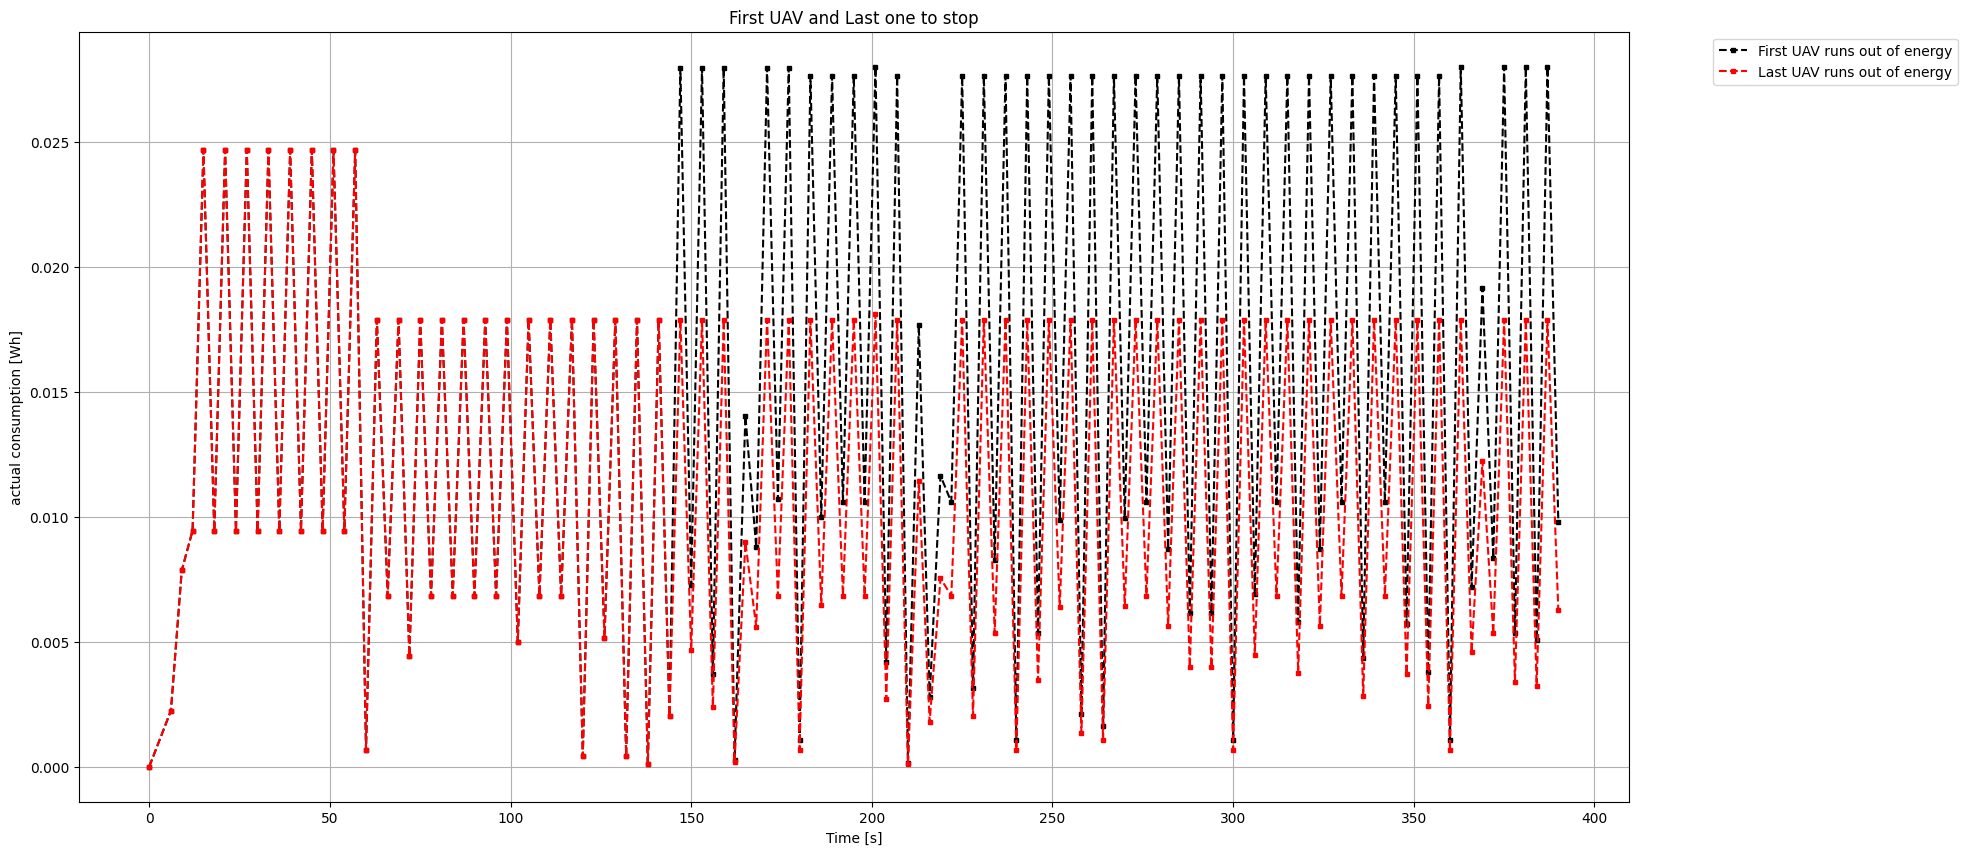 First UAV and Last one to stop
First UAV runs out of energy
Last UAV runs out of energy
actual consumption [Wh]
0.025
0.020
0.015
0.010
0.005
0.000
0 50 100 150 200 250 300 350 400
Time [s]